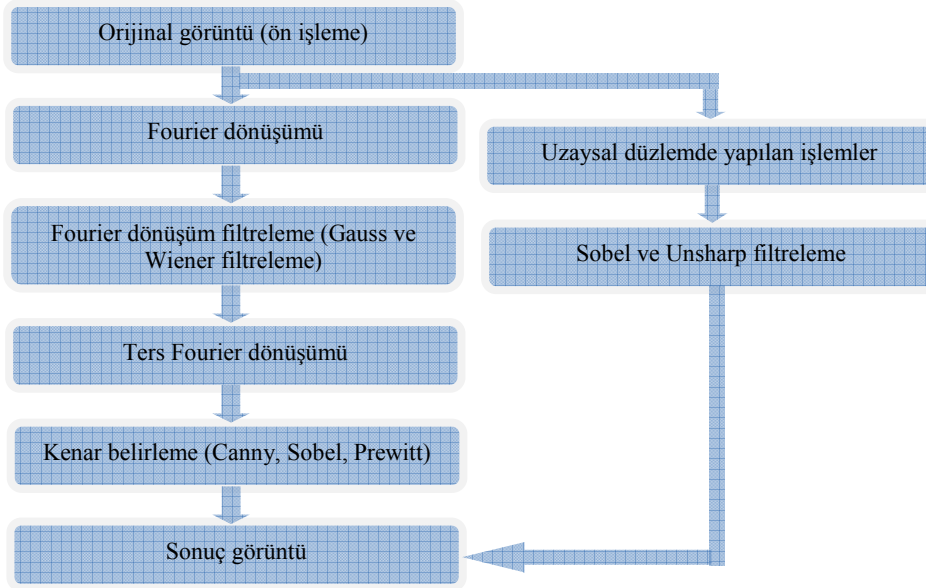 Orijinal görüntü (ön işleme)
Fourier dönüşümü
Fourier dönüşüm filtreleme (Gauss ve
Wiener filtreleme)
Ters Fourier dönüşümü
Kenar belirleme (Canny, Sobel, Prewitt)
Sonuç görüntü
Uzaysal düzlemde yapılan işlemler
Sobel ve Unsharp filtreleme